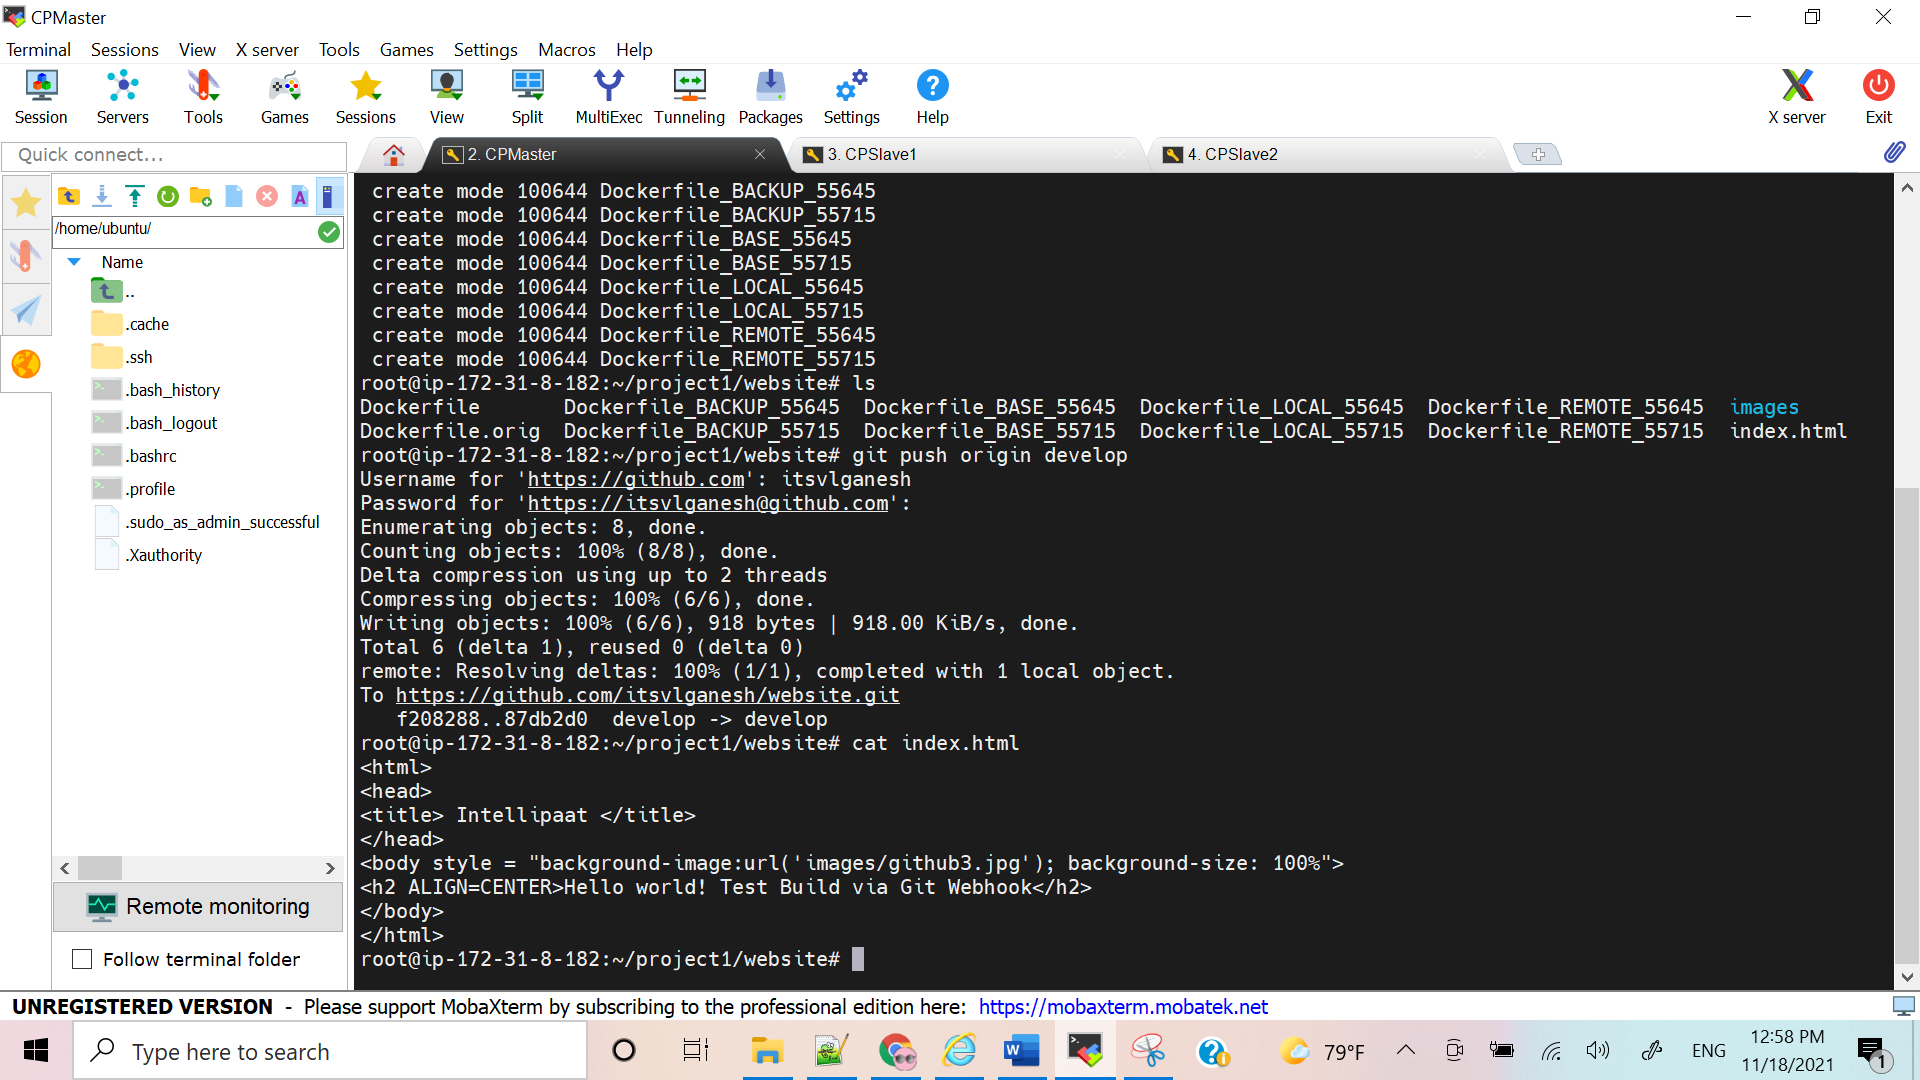 CPMaster
Terminal Sessions View X server Tools Games Settings Macros Help
Session Servers Tools Games Sessions View Split MultiExec Tunneling Packages Settings Help X server Exit
Quick connect...
2. CPMaster
3. CPSlave1
4. CPSlave2
/home/ubuntu/
Name
..
.cache
.ssh
.bash_history
.bash_logout
.bashrc
.profile
.sudo_as_admin_successful
.Xauthority
Remote monitoring
Follow terminal folder
create mode 100644 Dockerfile_BACKUP_55645
create mode 100644 Dockerfile_BACKUP_55715
create mode 100644 Dockerfile_BASE_55645
create mode 100644 Dockerfile_BASE_55715
create mode 100644 Dockerfile_LOCAL_55645
create mode 100644 Dockerfile_LOCAL_55715
create mode 100644 Dockerfile_REMOTE_55645
create mode 100644 Dockerfile_REMOTE_55715
root@ip-172-31-8-182:~/project1/website# ls
Dockerfile Dockerfile_BACKUP_55645 Dockerfile_BASE_55645 Dockerfile_LOCAL_55645 Dockerfile_REMOTE_55645 images
Dockerfile.orig Dockerfile_BACKUP_55715 Dockerfile_BASE_55715 Dockerfile_LOCAL_55715 Dockerfile_REMOTE_55715 index.html
root@ip-172-31-8-182:~/project1/website# git push origin develop
Username for 'https://github.com': itsvlganesh
Password for 'https://itsvlganesh@github.com':
Enumerating objects: 8, done.
Counting objects: 100% (8/8), done.
Delta compression using up to 2 threads
Compressing objects: 100% (6/6), done.
Writing objects: 100% (6/6), 918 bytes | 918.00 KiB/s, done.
Total 6 (delta 1), reused 0 (delta 0)
remote: Resolving deltas: 100% (1/1), completed with 1 local object.
To https://github.com/itsvlganesh/website.git
f208288..87db2d0 develop -> develop
root@ip-172-31-8-182:~/project1/website# cat index.html
<html>
<head>
<title> Intellipaat </title>
</head>
<body style = "background-image:url('images/github3.jpg'); background-size: 100%">
<h2 ALIGN=CENTER>Hello world! Test Build via Git Webhook</h2>
</body>
</html>
root@ip-172-31-8-182:~/project1/website#
UNREGISTERED VERSION - Please support MobaXterm by subscribing to the professional edition here: https://mobaxterm.mobatek.net
Type here to search
79°F
ENG
12:58 PM
11/18/2021
1